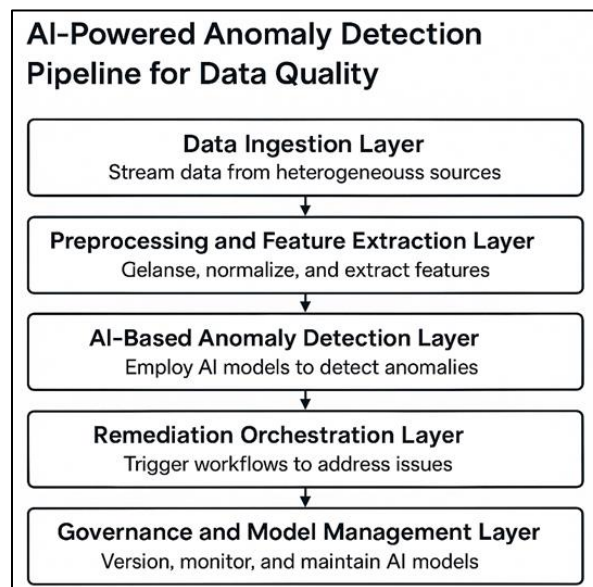 AI-Powered Anomaly Detection
Pipeline for Data Quality
Data Ingestion Layer
Stream data from heterogeneouss sources
Preprocessing and Feature Extraction Layer
Gelanse, normalize, and extract features
AI-Based Anomaly Detection Layer
Employ AI models to detect anomalies
Remediation Orchestration Layer
Trigger workflows to address issues
Governance and Model Management Layer
Version, monitor, and maintain AI models